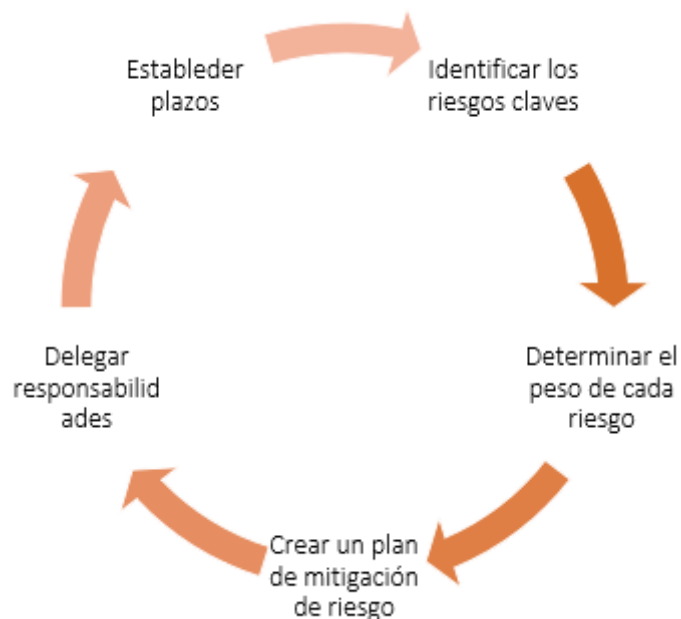 Estableder
plazos
Identificar los
riesgos claves
Determinar el
peso de cada
riesgo
Crear un plan
de mitigación
de riesgo
Delegar
responsabilid
ades